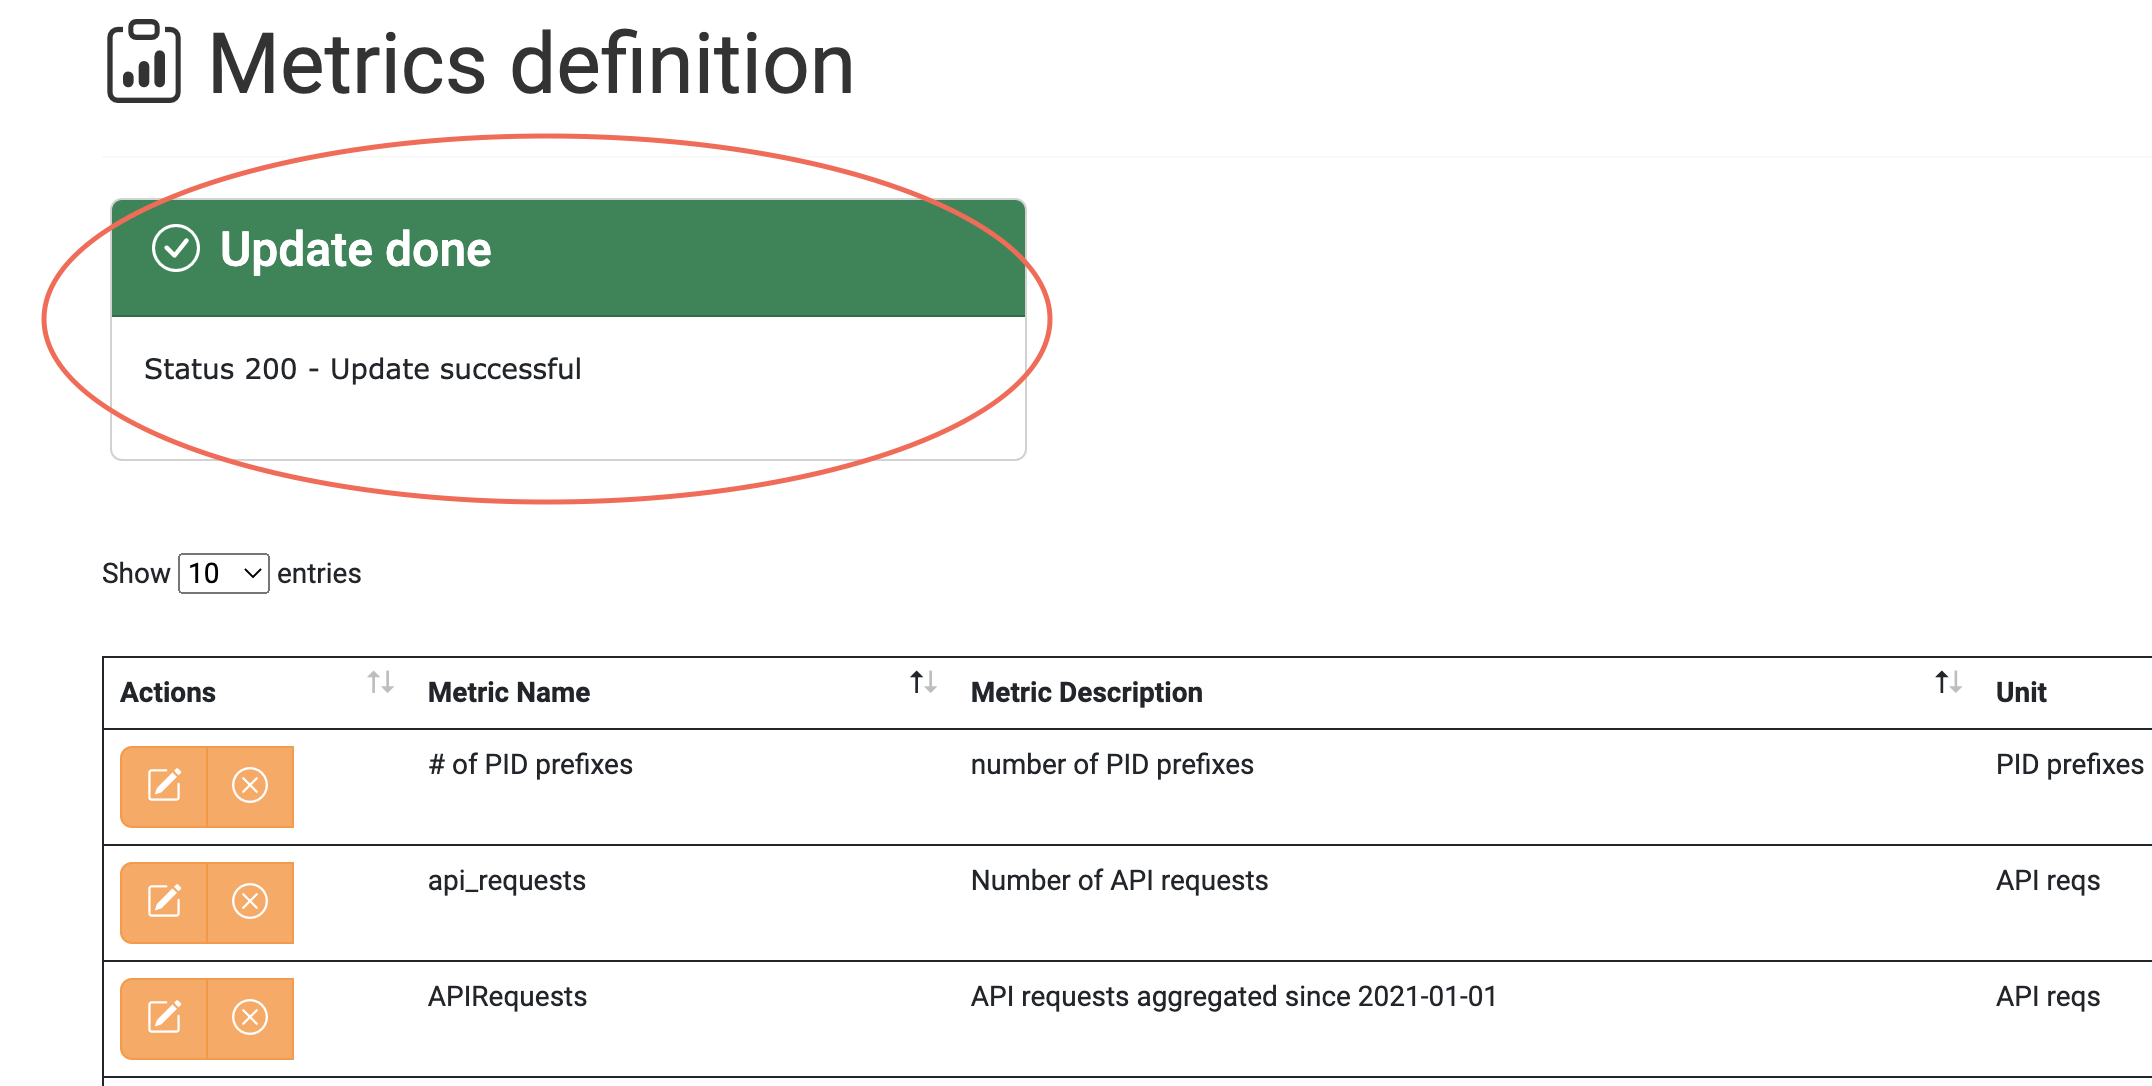 Metrics definition
Update done
Status 200 - Update successful
Show 10 entries
Actions Metric Name Metric Description Unit
# of PID prefixes number of PID prefixes PID prefixes
api_requests Number of API requests API reqs
APIRequests API requests aggregated since 2021-01-01 API reqs